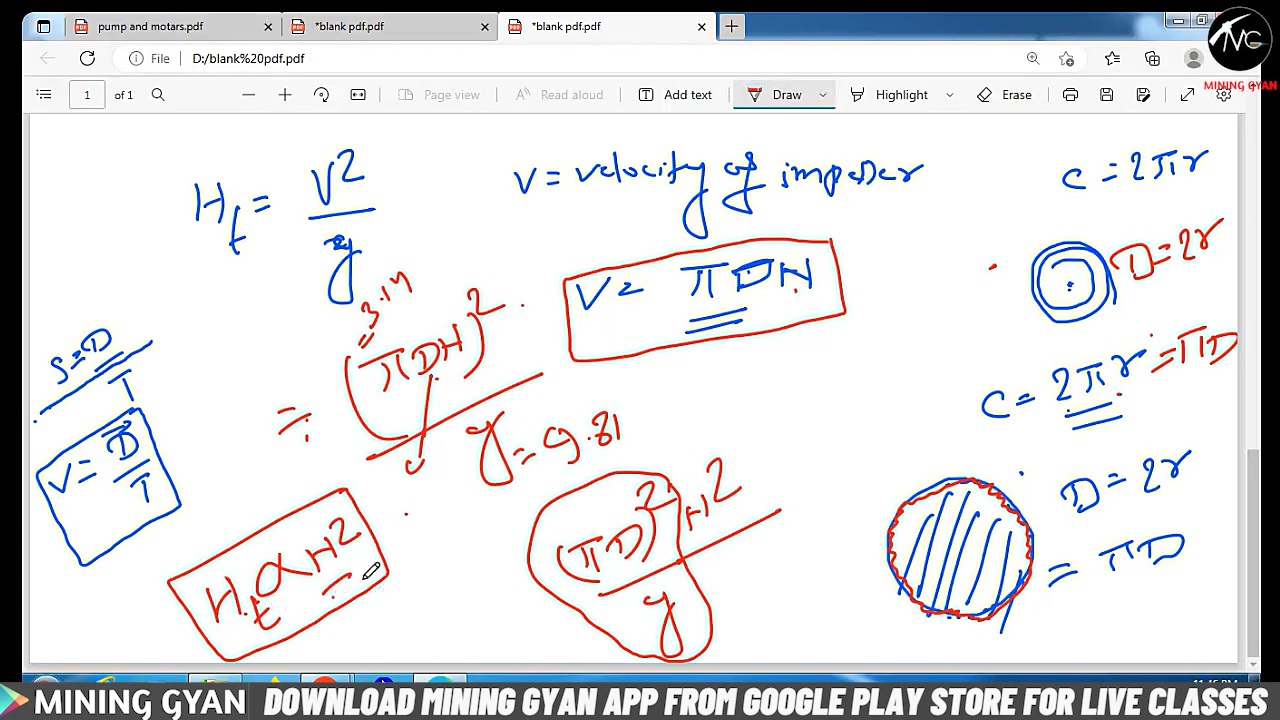 pump and motars.pdf
*blank pdf.pdf
*blank pdf.pdf
MVG
MINING GYAN
File D:/blank%20pdf.pdf
1 of 1
Page view
Read aloud
Add text
Draw
Highlight
Erase
Ht = V²/g
V = velocity of impeller
C = 2πr
D = 2r
V = πDN
3.14
= (πDN)²
g = 9.81
S = D/T
V = D/T
C = 2πr = πD
D = 2r
= πD
(πD)² N²/g
Ht ∝ N²
MINING GYAN DOWNLOAD MINING GYAN APP FROM GOOGLE PLAY STORE FOR LIVE CLASSES